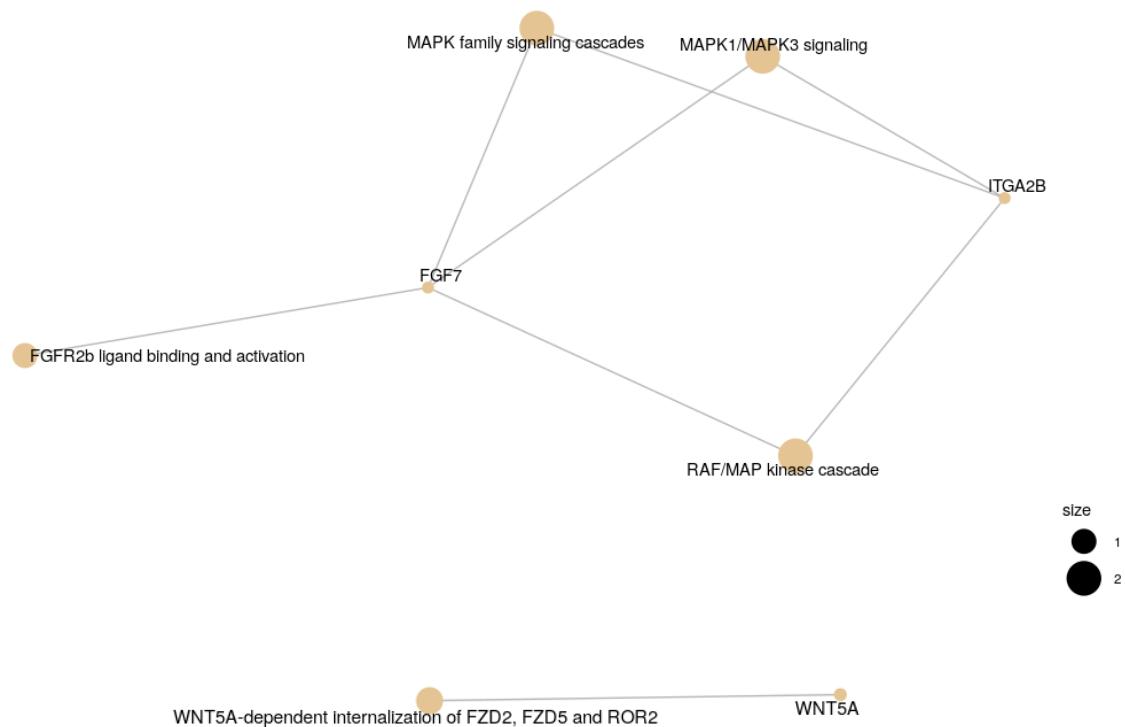 MAPK family signaling cascades
MAPK1/MAPK3 signaling
ITGA2B
FGF7
FGFR2b ligand binding and activation
RAF/MAP kinase cascade
size
1
2
WNT5A-dependent internalization of FZD2, FZD5 and ROR2
WNT5A